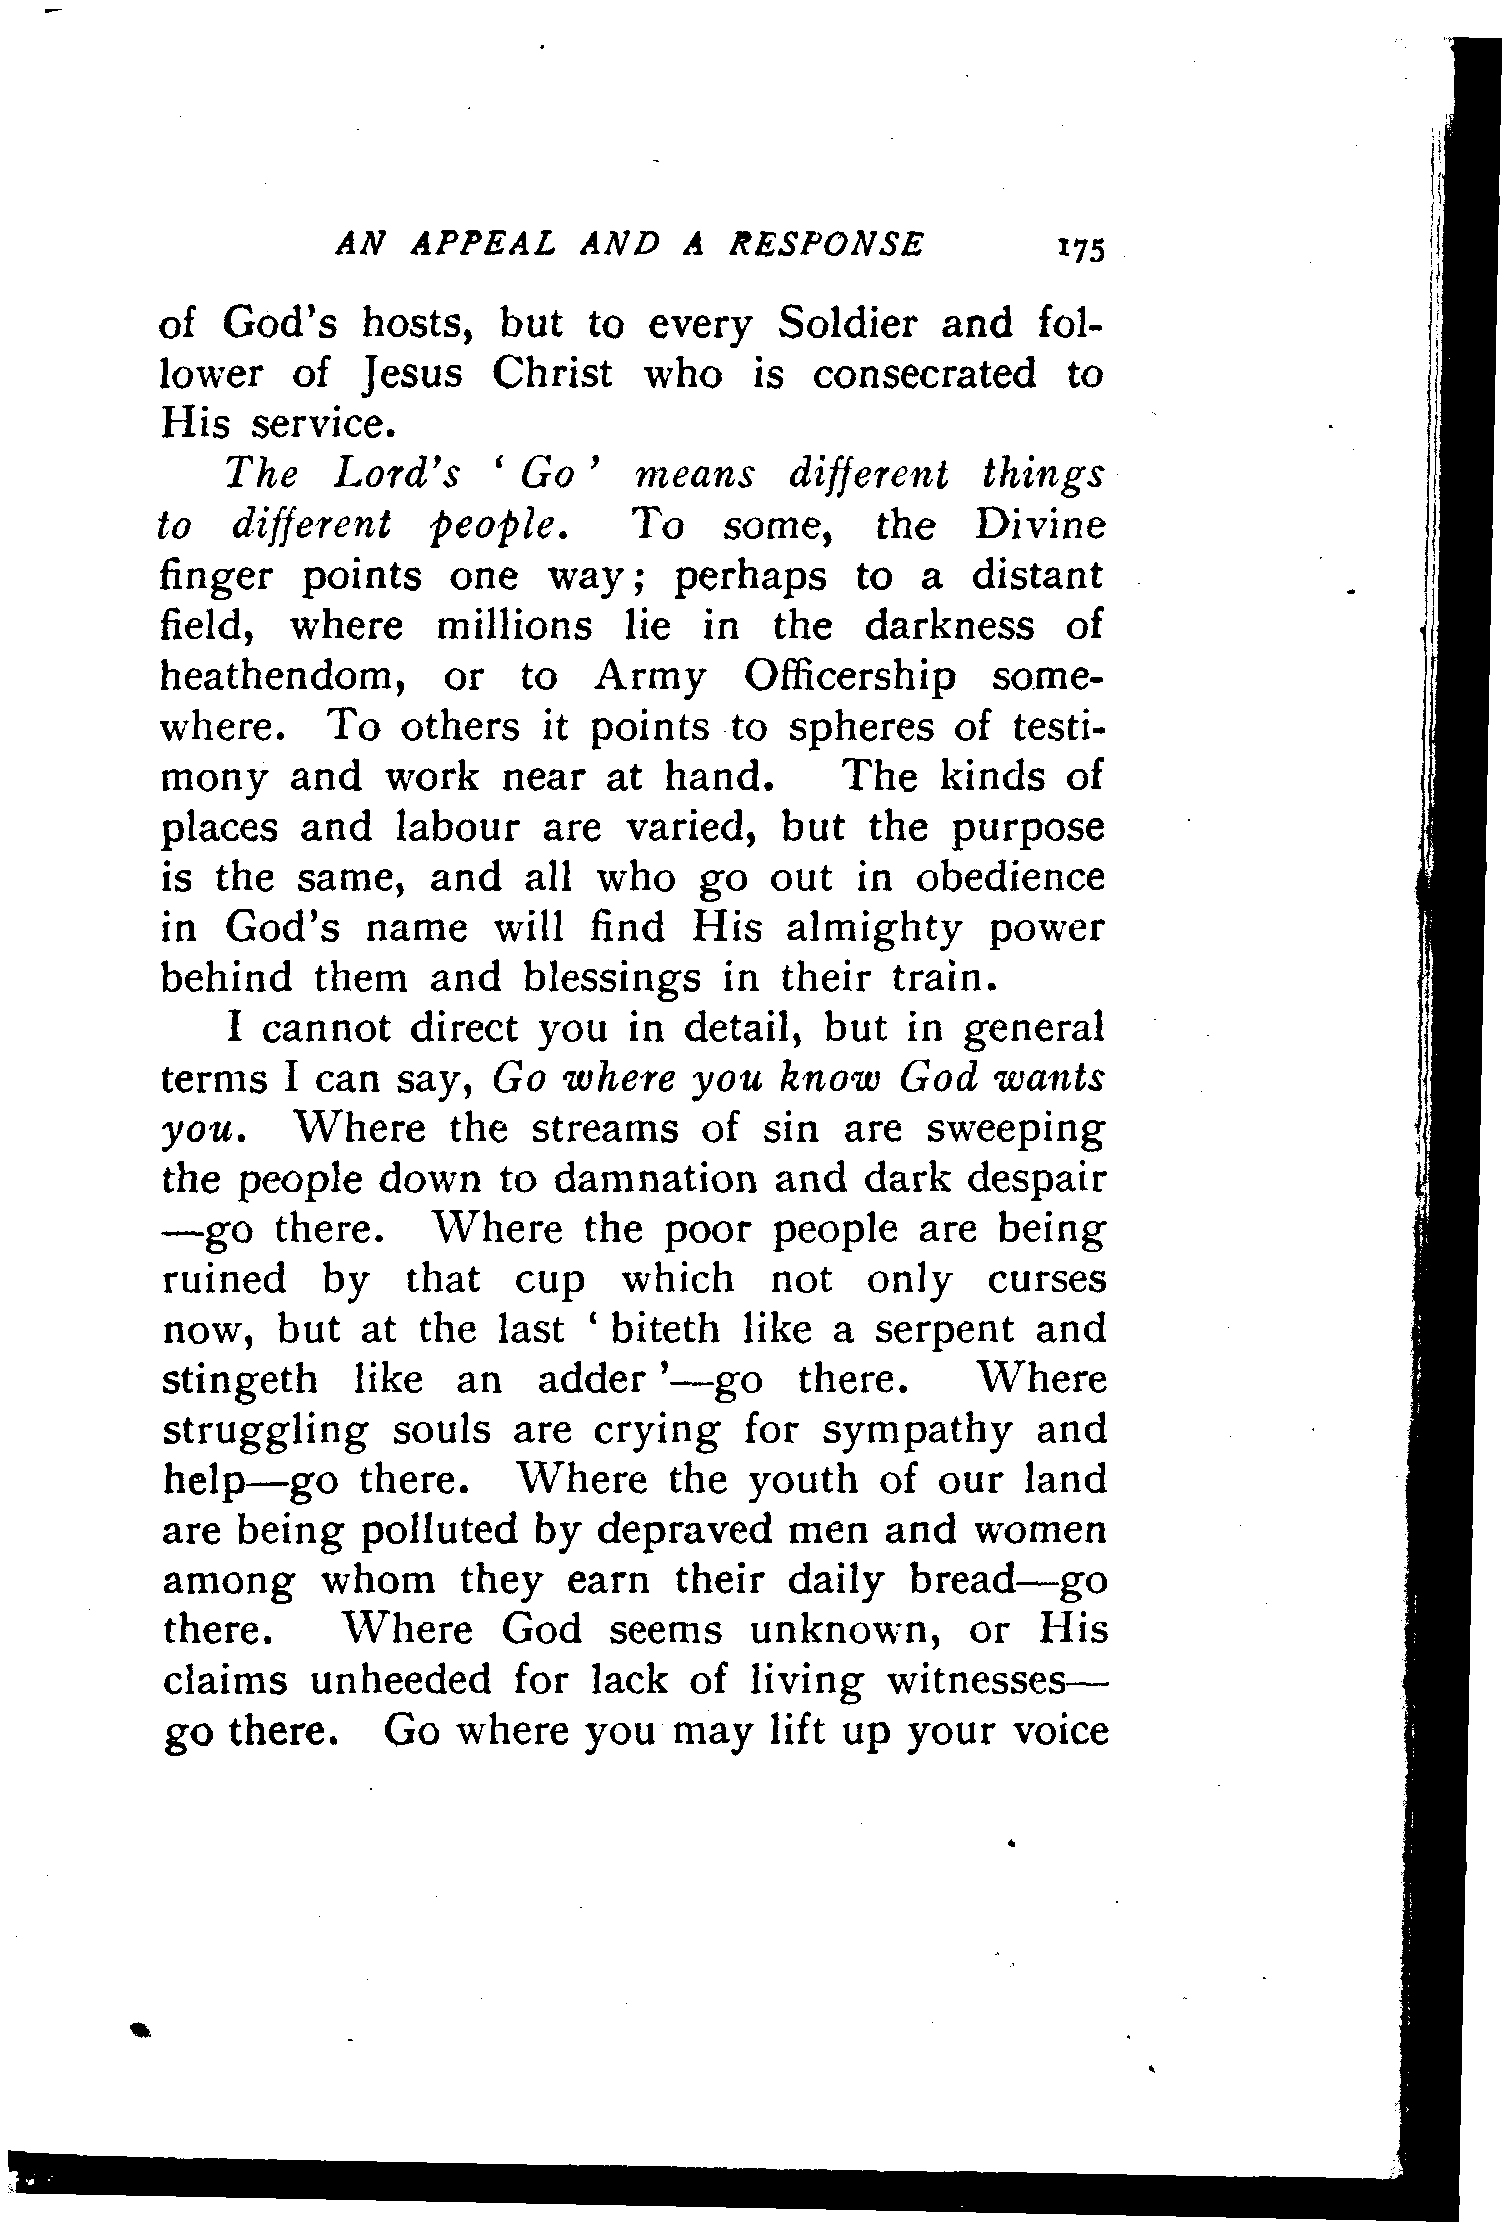 AN APPEAL AND A RESPONSE 175
of God's hosts, but to every Soldier and fol-
lower of Jesus Christ who is consecrated to
His service.
The Lord's ‘ Go ’ means different things
to different people. To some, the Divine
finger points one way; perhaps to a distant
field, where millions lie in the darkness of
heathendom, or to Army Officership some-
where. To others it points to spheres of testi-
mony and work near at hand. The kinds of
places and labour are varied, but the purpose
is the same, and all who go out in obedience
in God's name will find His almighty power
behind them and blessings in their train.
I cannot direct you in detail, but in general
terms I can say, Go where you know God wants
you. Where the streams of sin are sweeping
the people down to damnation and dark despair
—go there. Where the poor people are being
ruined by that cup which not only curses
now, but at the last ‘ biteth like a serpent and
stingeth like an adder ’—go there. Where
struggling souls are crying for sympathy and
help—go there. Where the youth of our land
are being polluted by depraved men and women
among whom they earn their daily bread—go
there. Where God seems unknown, or His
claims unheeded for lack of living witnesses—
go there. Go where you may lift up your voice